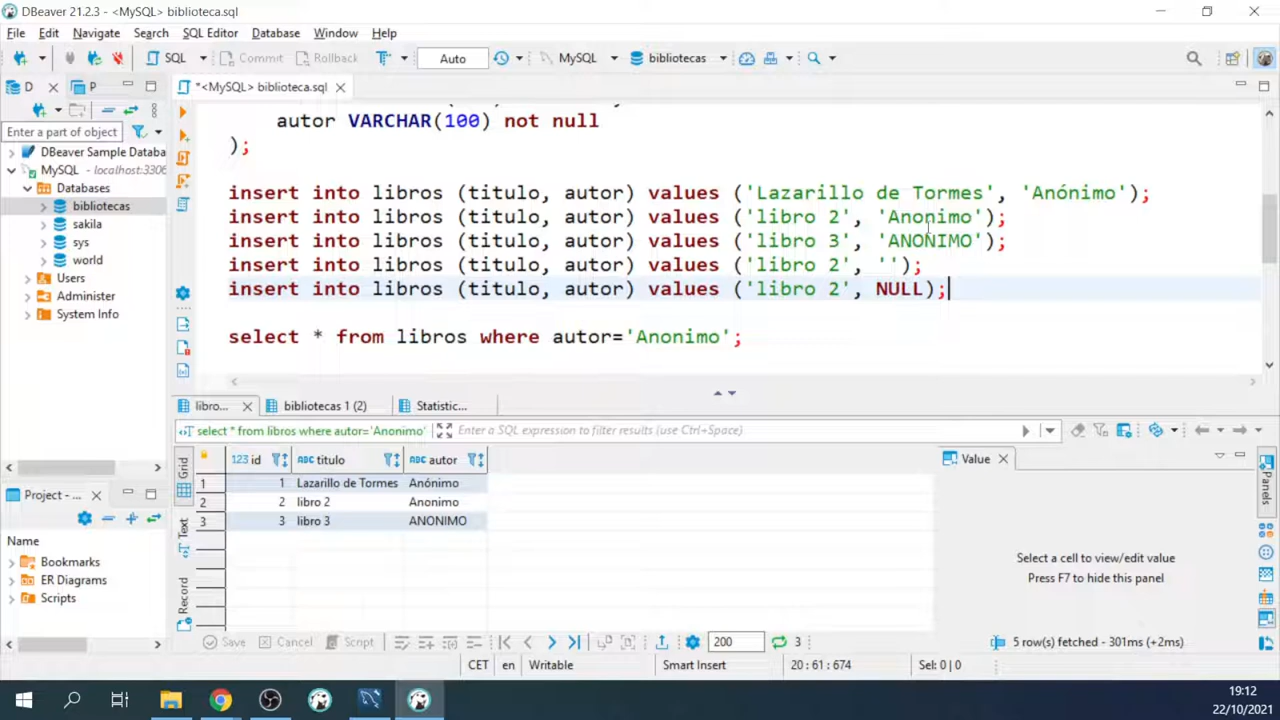 DBeaver 21.2.3 - <MySQL> biblioteca.sql
File Edit Navigate Search SQL Editor Database Window Help
SQL Commit Rollback Auto MySQL bibliotecas
D P *<MySQL> biblioteca.sql
Enter a part of object
DBeaver Sample Databa
MySQL - localhost:3306
Databases
bibliotecas
sakila
sys
world
Users
Administer
System Info
autor VARCHAR(100) not null
);
insert into libros (titulo, autor) values ('Lazarillo de Tormes', 'Anónimo');
insert into libros (titulo, autor) values ('libro 2', 'Anonimo');
insert into libros (titulo, autor) values ('libro 3', 'ANONIMO');
insert into libros (titulo, autor) values ('libro 2', '');
insert into libros (titulo, autor) values ('libro 2', NULL);
select * from libros where autor='Anonimo';
libro... bibliotecas 1 (2) Statistic...
select * from libros where autor='Anonimo' Enter a SQL expression to filter results (use Ctrl+Space)
Grid
Text
Record
123 id ABC titulo ABC autor
1 1 Lazarillo de Tormes Anónimo
2 2 libro 2 Anonimo
3 3 libro 3 ANONIMO
Value
Select a cell to view/edit value
Press F7 to hide this panel
Panels
Project - ...
Name
Bookmarks
ER Diagrams
Scripts
Save Cancel Script 200 3 5 row(s) fetched - 301ms (+2ms)
CET en Writable Smart Insert 20 : 61 : 674 Sel: 0 | 0
19:12
22/10/2021